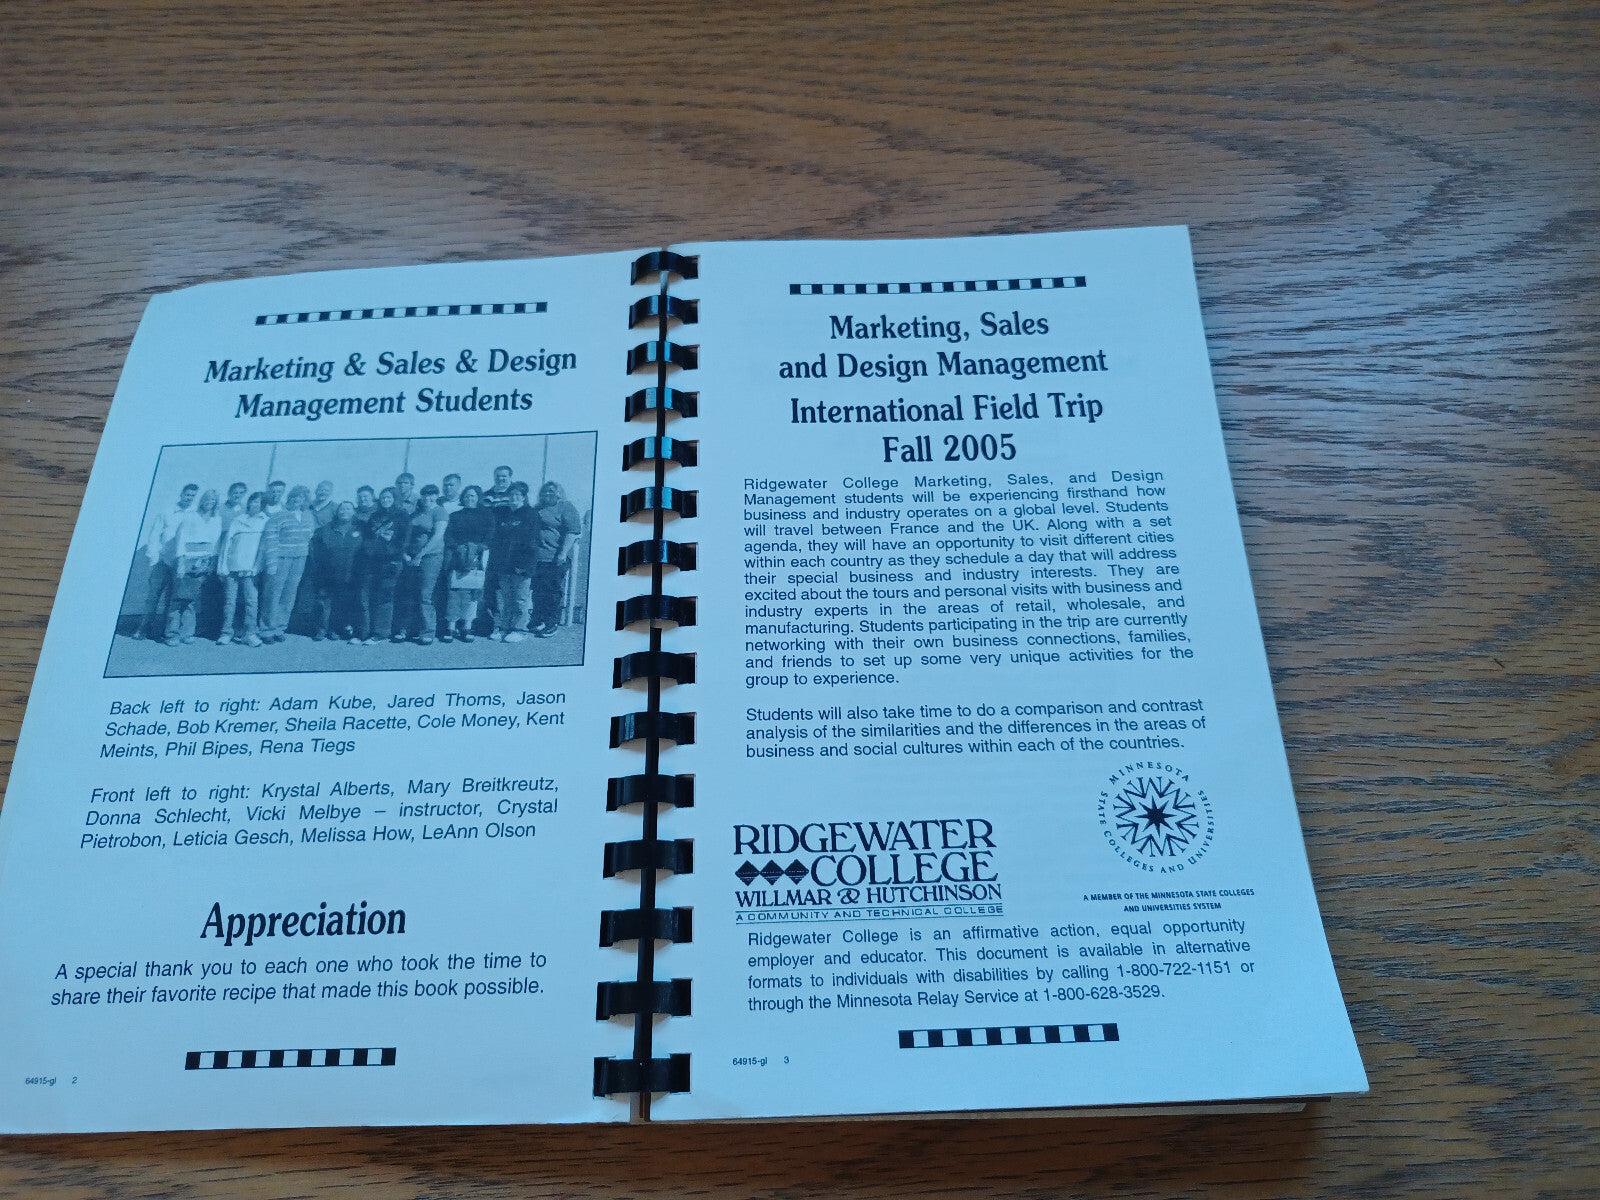 Marketing & Sales & Design
Management Students
Back left to right: Adam Kube, Jared Thoms, Jason
Schade, Bob Kremer, Sheila Racette, Cole Money, Kent
Meints, Phil Bipes, Rena Tiegs
Front left to right: Krystal Alberts, Mary Breitkreutz,
Donna Schlecht, Vicki Melbye – instructor, Crystal
Pietrobon, Leticia Gesch, Melissa How, LeAnn Olson
Appreciation
A special thank you to each one who took the time to
share their favorite recipe that made this book possible.
64915-gl 2
Marketing, Sales
and Design Management
International Field Trip
Fall 2005
Ridgewater College Marketing, Sales, and Design
Management students will be experiencing firsthand how
business and industry operates on a global level. Students
will travel between France and the UK. Along with a set
agenda, they will have an opportunity to visit different cities
within each country as they schedule a day that will address
their special business and industry interests. They are
excited about the tours and personal visits with business and
industry experts in the areas of retail, wholesale, and
manufacturing. Students participating in the trip are currently
networking with their own business connections, families,
and friends to set up some very unique activities for the
group to experience.
Students will also take time to do a comparison and contrast
analysis of the similarities and the differences in the areas of
business and social cultures within each of the countries.
RIDGEWATER
COLLEGE
WILLMAR & HUTCHINSON
A COMMUNITY AND TECHNICAL COLLEGE
MINNESOTA
STATE COLLEGES AND UNIVERSITIES
A MEMBER OF THE MINNESOTA STATE COLLEGES
AND UNIVERSITIES SYSTEM
Ridgewater College is an affirmative action, equal opportunity
employer and educator. This document is available in alternative
formats to individuals with disabilities by calling 1-800-722-1151 or
through the Minnesota Relay Service at 1-800-628-3529.
64915-gl 3